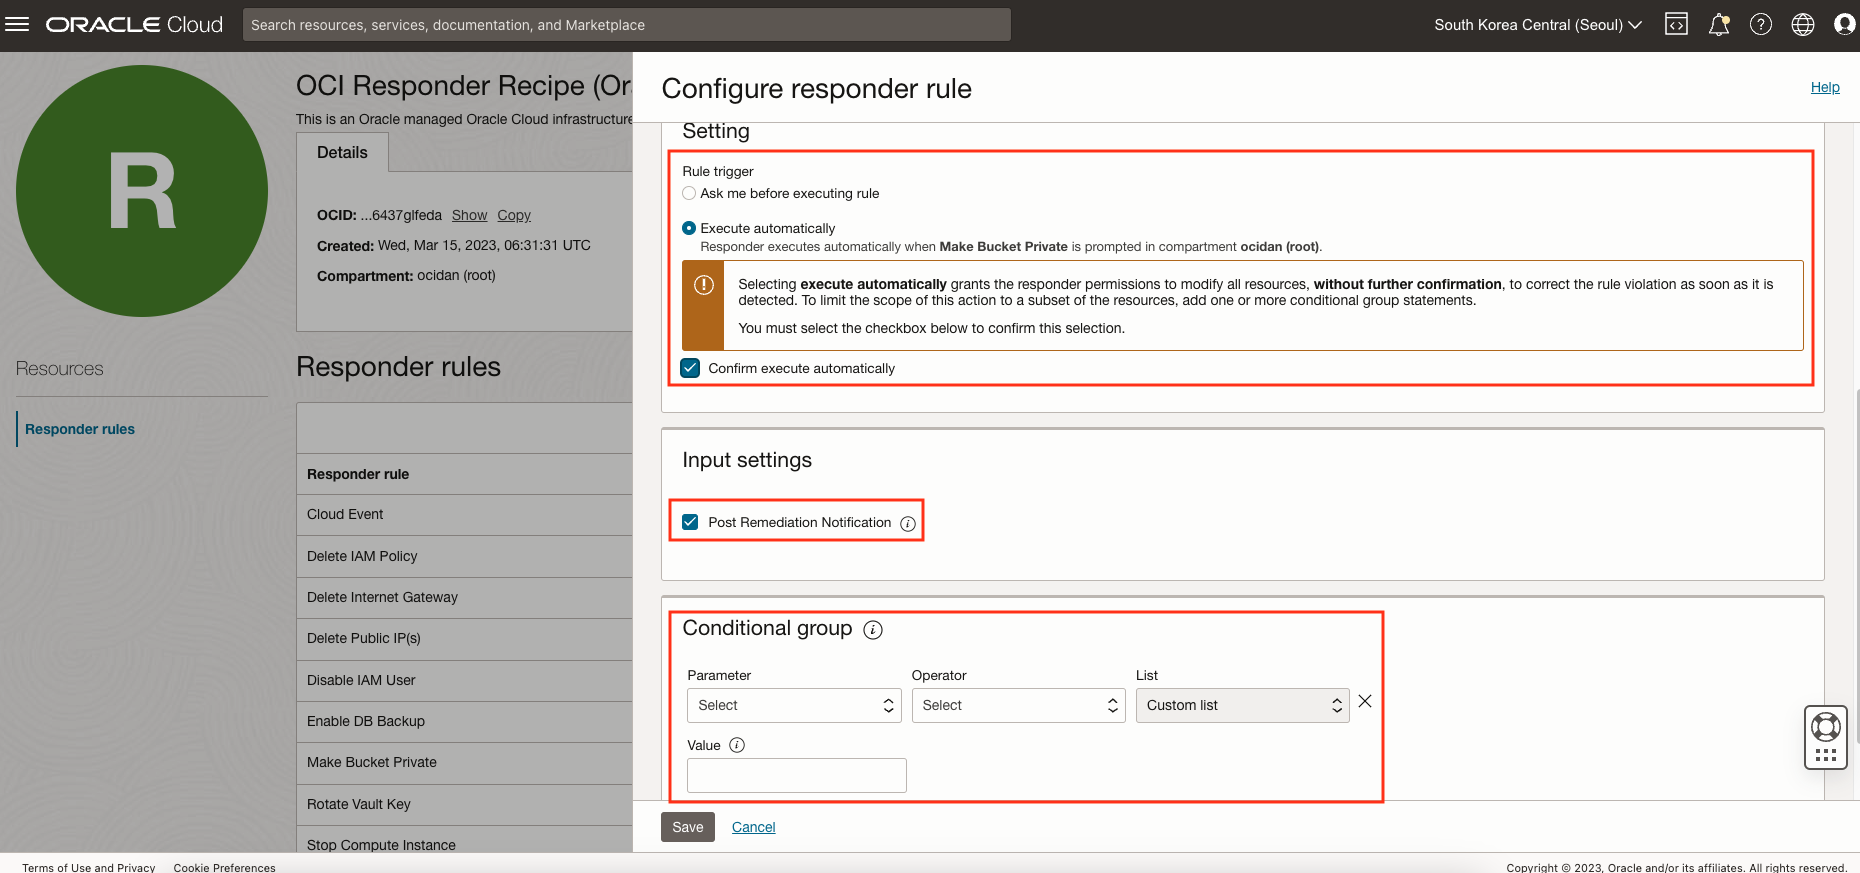 ORACLE Cloud
Search resources, services, documentation, and Marketplace
South Korea Central (Seoul)
R
OCI Responder Recipe (Or
This is an Oracle managed Oracle Cloud infrastructure
Details
OCID: ...6437glfeda Show Copy
Created: Wed, Mar 15, 2023, 06:31:31 UTC
Compartment: ocidan (root)
Resources
Responder rules
Responder rules
Responder rule
Cloud Event
Delete IAM Policy
Delete Internet Gateway
Delete Public IP(s)
Disable IAM User
Enable DB Backup
Make Bucket Private
Rotate Vault Key
Stop Compute Instance
Configure responder rule
Help
Setting
Rule trigger
Ask me before executing rule
Execute automatically
Responder executes automatically when Make Bucket Private is prompted in compartment ocidan (root).
Selecting execute automatically grants the responder permissions to modify all resources, without further confirmation, to correct the rule violation as soon as it is
detected. To limit the scope of this action to a subset of the resources, add one or more conditional group statements.
You must select the checkbox below to confirm this selection.
Confirm execute automatically
Input settings
Post Remediation Notification
Conditional group
Parameter Operator List
Select Select Custom list
Value
Save Cancel
Terms of Use and Privacy Cookie Preferences
Copyright © 2023, Oracle and/or its affiliates. All rights reserved.